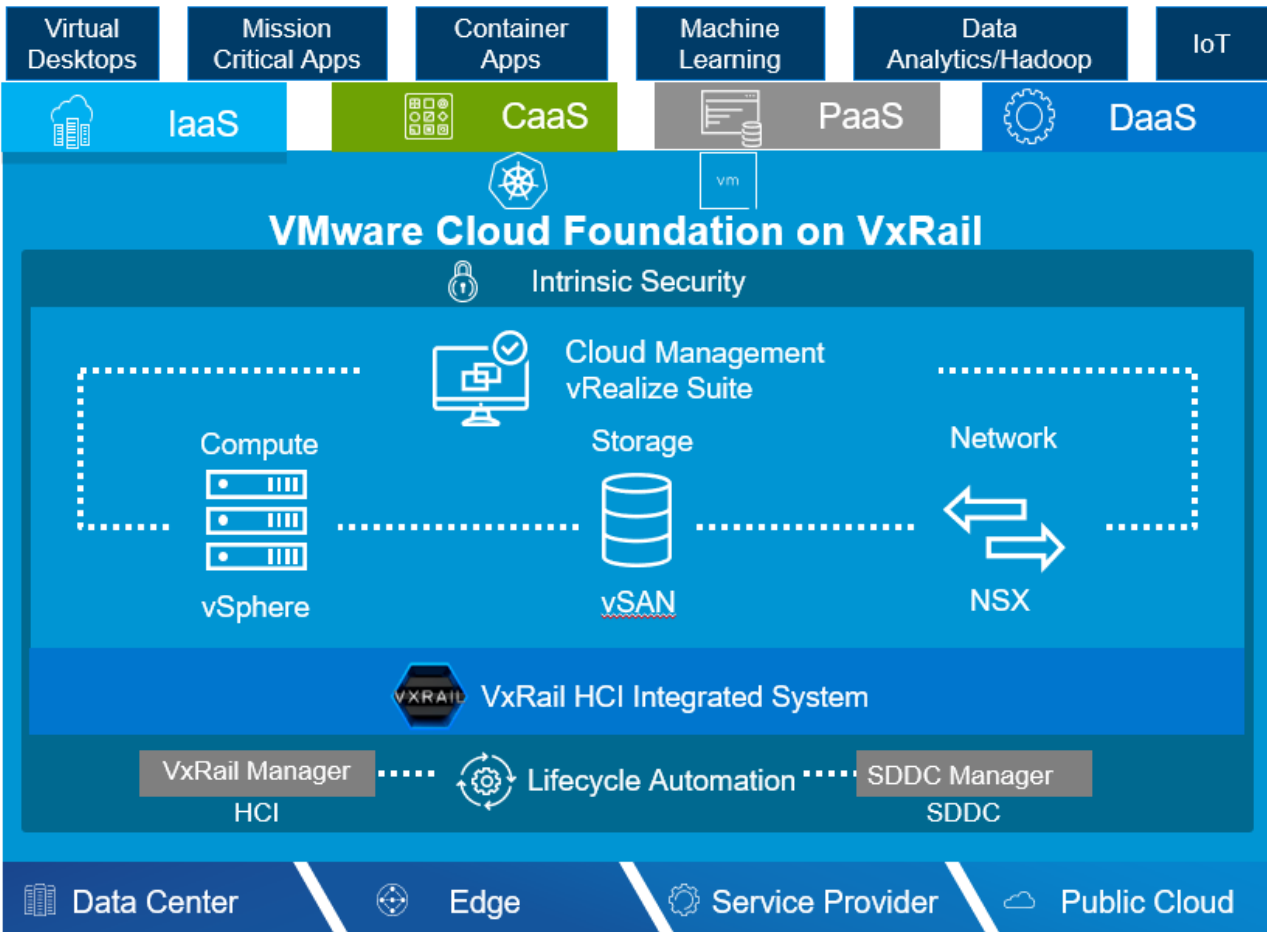 Virtual
Desktops
Mission
Critical Apps
Container
Apps
Machine
Learning
Data
Analytics/Hadoop
IoT
IaaS
CaaS
PaaS
DaaS
vm
VMware Cloud Foundation on VxRail
Intrinsic Security
Cloud Management
vRealize Suite
Compute
Storage
Network
vSphere
vSAN
NSX
VXRAIL
VxRail HCI Integrated System
VxRail Manager
Lifecycle Automation
SDDC Manager
HCI
SDDC
Data Center
Edge
Service Provider
Public Cloud